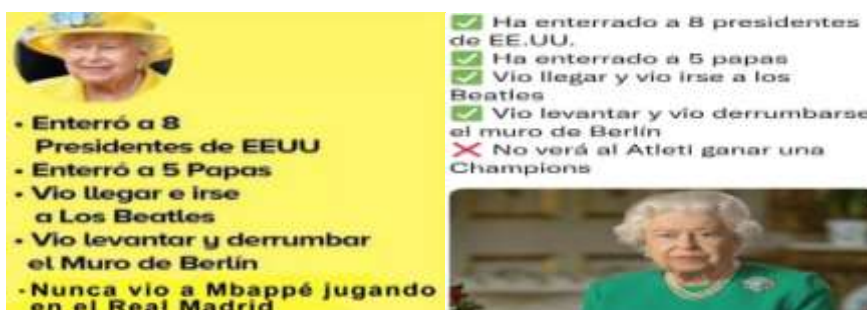 • Enterró a 8
Presidentes de EEUU
• Enterró a 5 Papas
• Vio llegar e irse
a Los Beatles
• Vio levantar y derrumbar
el Muro de Berlín
• Nunca vio a Mbappé jugando
en el Real Madrid
✅ Ha enterrado a 8 presidentes
de EE.UU.
✅ Ha enterrado a 5 papas
✅ Vio llegar y vio irse a los
Beatles
✅ Vio levantar y vio derrumbarse
el muro de Berlín
❌ No verá al Atleti ganar una
Champions